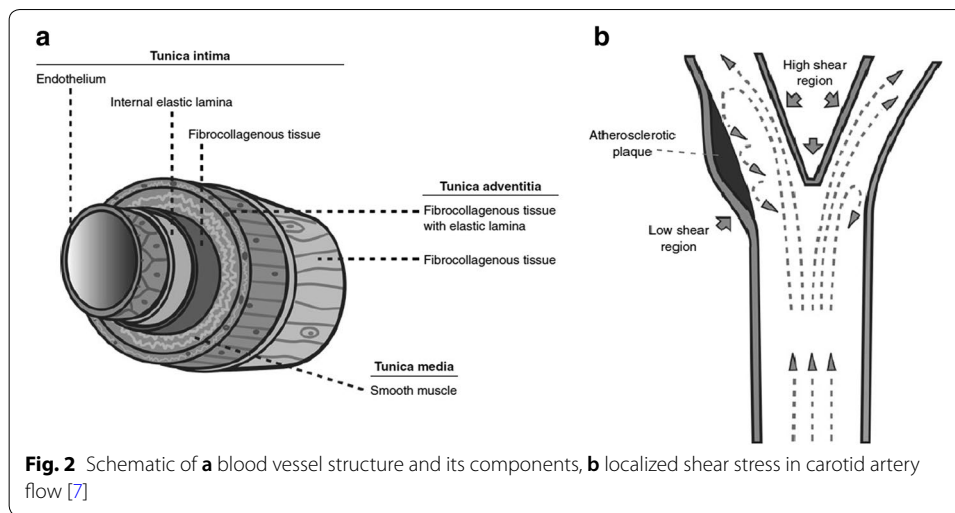 a
Tunica intima
Endothelium
Internal elastic lamina
Fibrocollagenous tissue
Tunica adventitia
Fibrocollagenous tissue
with elastic lamina
Fibrocollagenous tissue
Tunica media
Smooth muscle
b
High shear
region
Atherosclerotic
plaque
Low shear
region
Fig. 2 Schematic of a blood vessel structure and its components, b localized shear stress in carotid artery
flow [7]